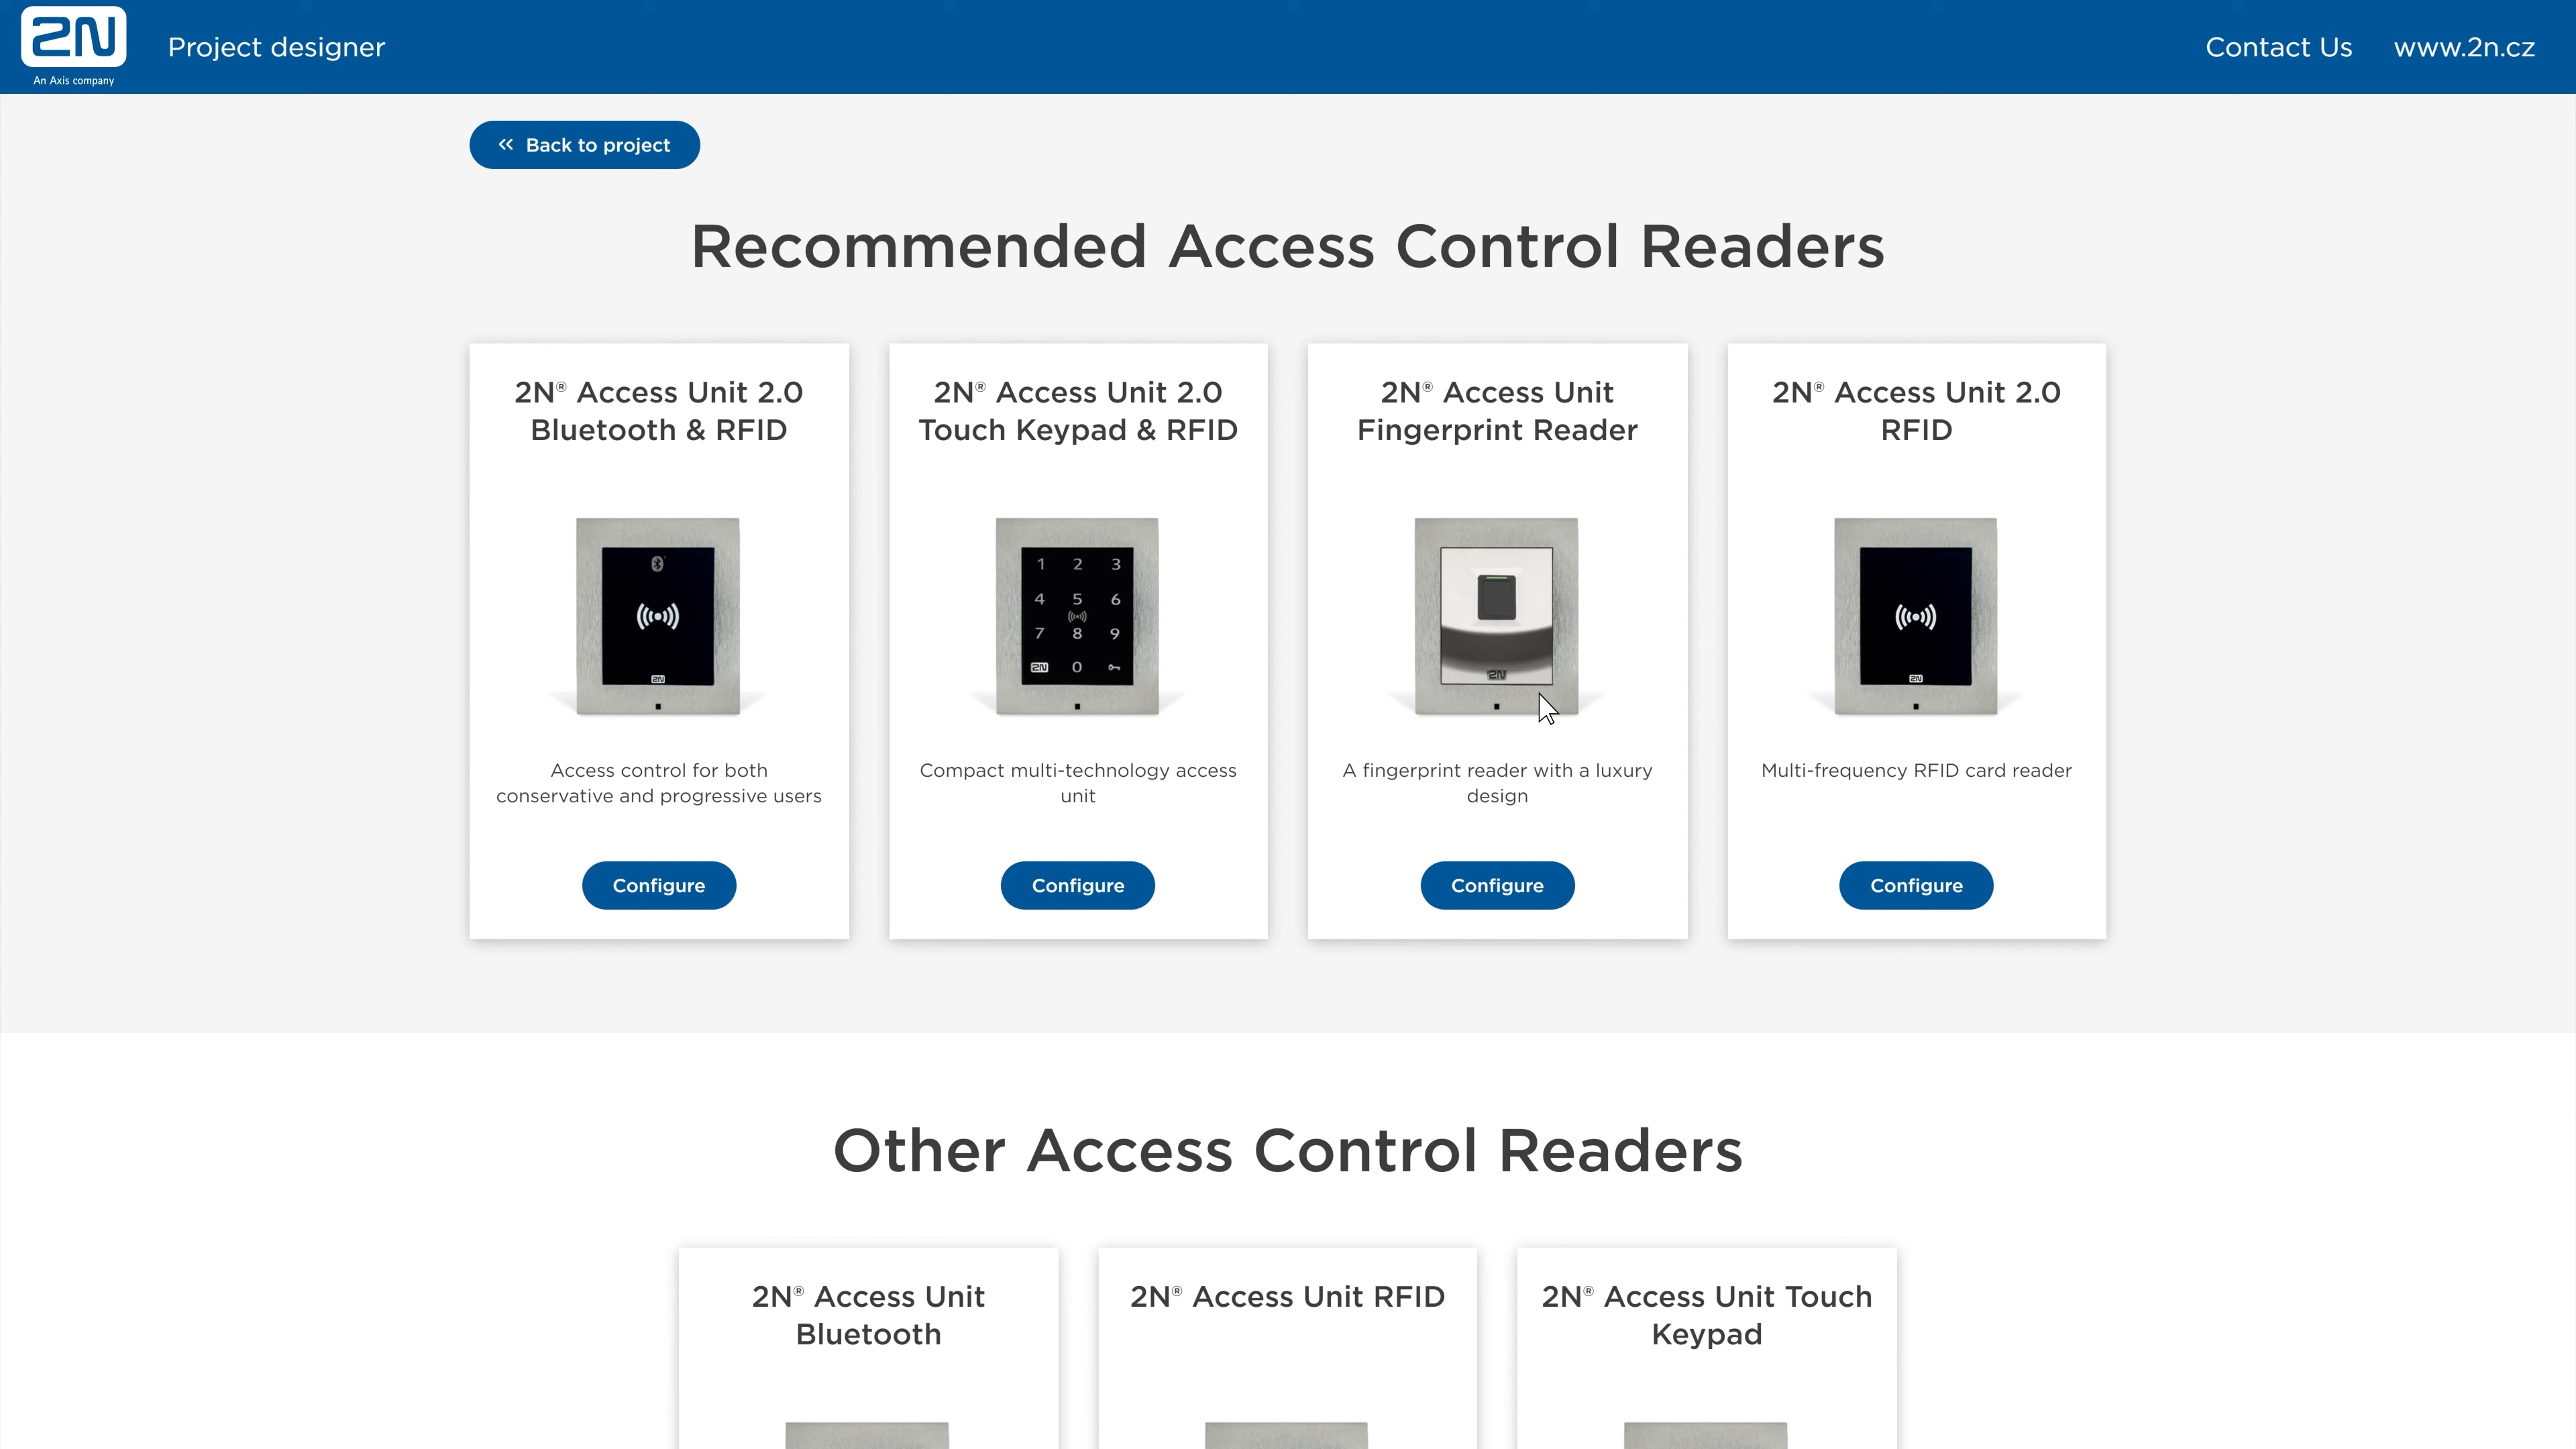 2N
An Axis company
Project designer
Contact Us
www.2n.cz
Back to project
Recommended Access Control Readers
2N® Access Unit 2.0
Bluetooth & RFID
2N
Access control for both
conservative and progressive users
Configure
2N® Access Unit 2.0
Touch Keypad & RFID
1 2 3
4 5 6
7 8 9
2N 0
Compact multi-technology access
unit
Configure
2N® Access Unit
Fingerprint Reader
2N
A fingerprint reader with a luxury
design
Configure
2N® Access Unit 2.0
RFID
2N
Multi-frequency RFID card reader
Configure
Other Access Control Readers
2N® Access Unit
Bluetooth
2N® Access Unit RFID
2N® Access Unit Touch
Keypad